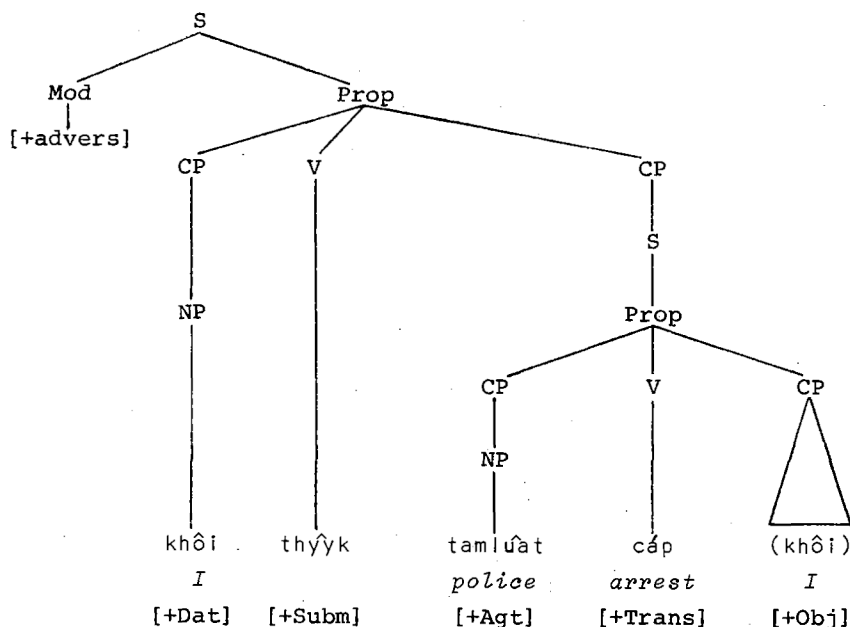 S
Mod Prop
[+advers]
CP V CP
S
NP Prop
CP V CP
NP
khôi thŷŷk tamlûat cáp (khôi)
I police arrest I
[+Dat] [+Subm] [+Agt] [+Trans] [+Obj]